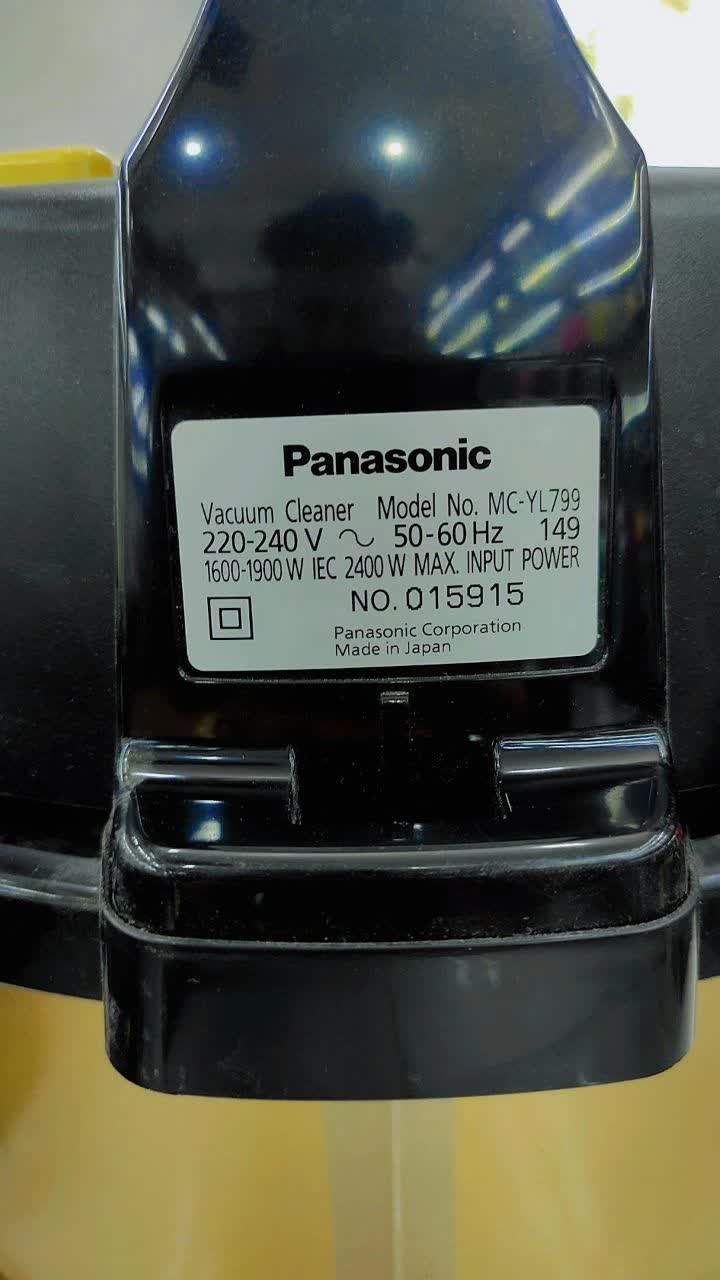 Panasonic
Vacuum Cleaner Model No. MC-YL799
220-240 V ~ 50-60 Hz 149
1600-1900 W IEC 2400 W MAX. INPUT POWER
NO. 015915
Panasonic Corporation
Made in Japan